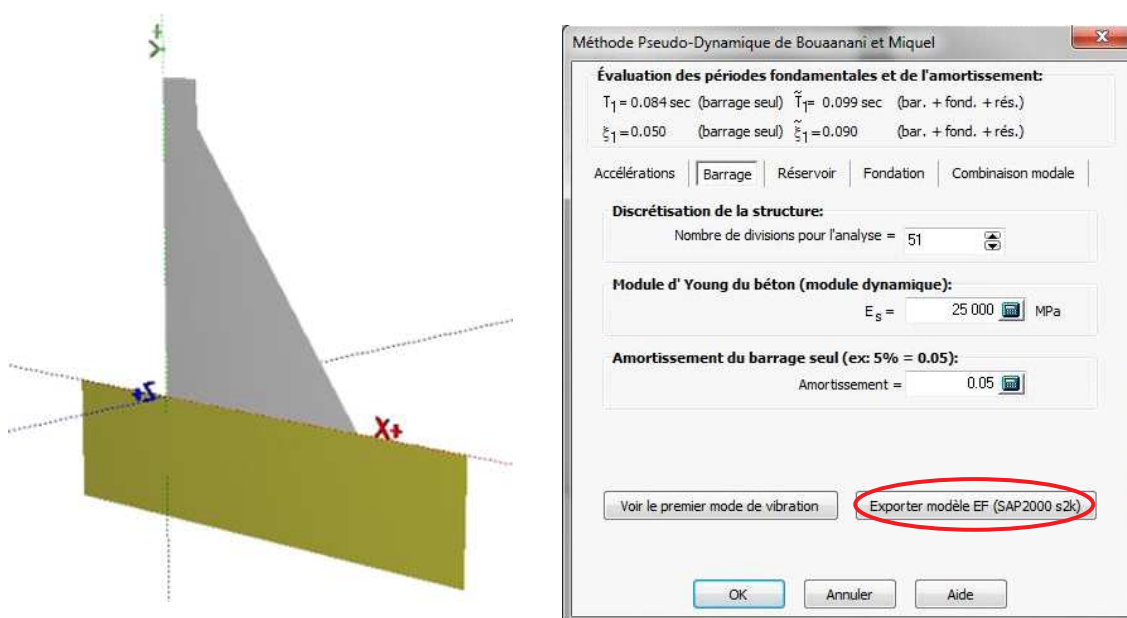 +Y
+Z
X+
Méthode Pseudo-Dynamique de Bouaanani et Miquel
X
Évaluation des périodes fondamentales et de l'amortissement:
T1 = 0.084 sec (barrage seul) T̃1= 0.099 sec (bar. + fond. + rés.)
ξ1=0.050 (barrage seul) ξ̃1=0.090 (bar. + fond. + rés.)
Accélérations Barrage Réservoir Fondation Combinaison modale
Discrétisation de la structure:
Nombre de divisions pour l'analyse = 51
Module d' Young du béton (module dynamique):
Es = 25 000 MPa
Amortissement du barrage seul (ex: 5% = 0.05):
Amortissement = 0.05
Voir le premier mode de vibration Exporter modèle EF (SAP2000 s2k)
OK Annuler Aide